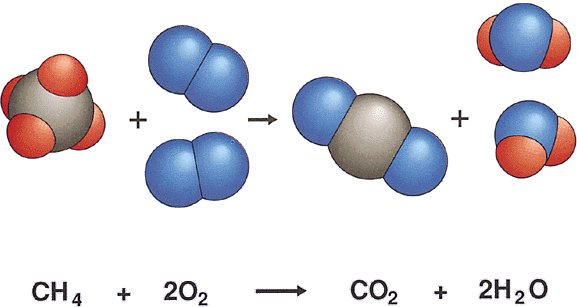 + → +
CH₄ + 2O₂ → CO₂ + 2H₂O